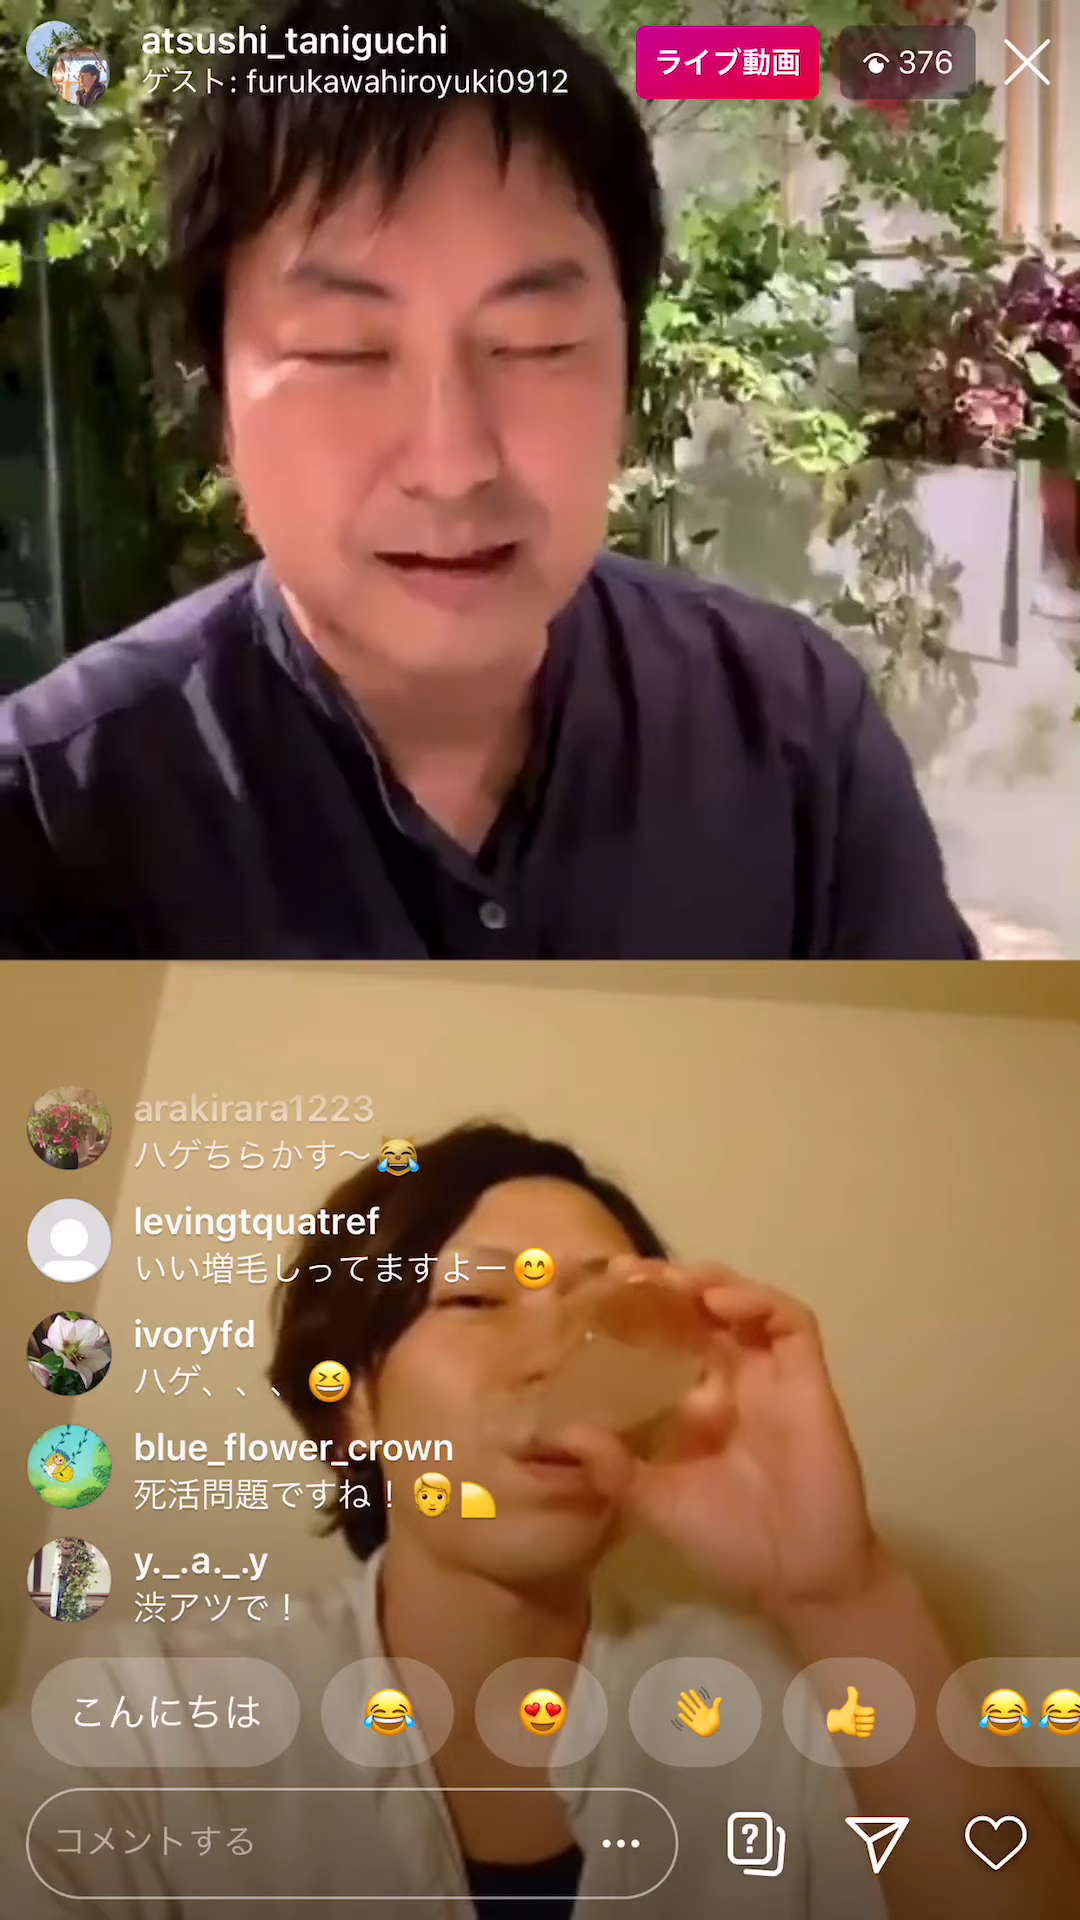 atsushi_taniguchi
ゲスト: furukawahiroyuki0912
ライブ動画
376
arakirara1223
ハゲちらかす〜😹
levingtquatref
いい増毛しってますよー😊
ivoryfd
ハゲ、、、😆
blue_flower_crown
死活問題ですね！
y._.a._.y
渋アツで！
こんにちは
😂
😍
👋
👍
😂😂
コメントする